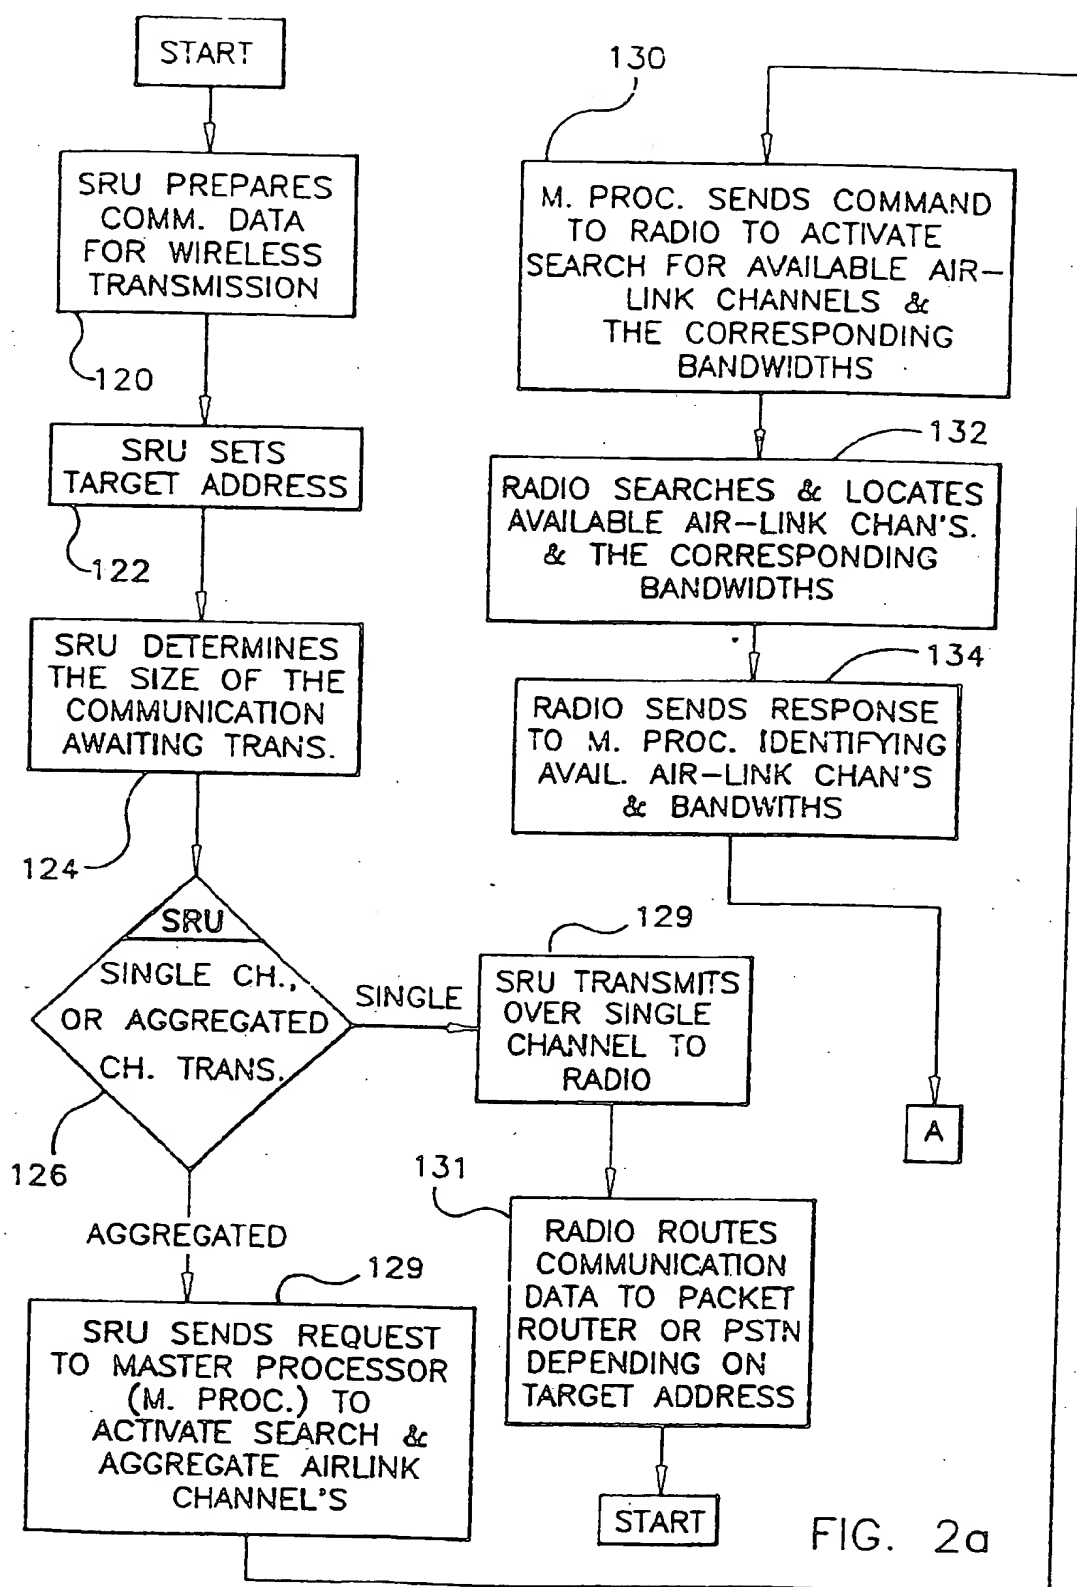 START
SRU PREPARES
COMM. DATA
FOR WIRELESS
TRANSMISSION
120
SRU SETS
TARGET ADDRESS
122
SRU DETERMINES
THE SIZE OF THE
COMMUNICATION
AWAITING TRANS.
124
SRU
SINGLE CH.,
OR AGGREGATED
CH. TRANS.
126
SINGLE
AGGREGATED
129
SRU SENDS REQUEST
TO MASTER PROCESSOR
(M. PROC.) TO
ACTIVATE SEARCH &
AGGREGATE AIRLINK
CHANNEL'S
129
SRU TRANSMITS
OVER SINGLE
CHANNEL TO
RADIO
131
RADIO ROUTES
COMMUNICATION
DATA TO PACKET
ROUTER OR PSTN
DEPENDING ON
TARGET ADDRESS
START
130
M. PROC. SENDS COMMAND
TO RADIO TO ACTIVATE
SEARCH FOR AVAILABLE AIR-
LINK CHANNELS &
THE CORRESPONDING
BANDWIDTHS
132
RADIO SEARCHES & LOCATES
AVAILABLE AIR-LINK CHAN'S.
& THE CORRESPONDING
BANDWIDTHS
134
RADIO SENDS RESPONSE
TO M. PROC. IDENTIFYING
AVAIL. AIR-LINK CHAN'S
& BANDWITHS
A
FIG. 2a